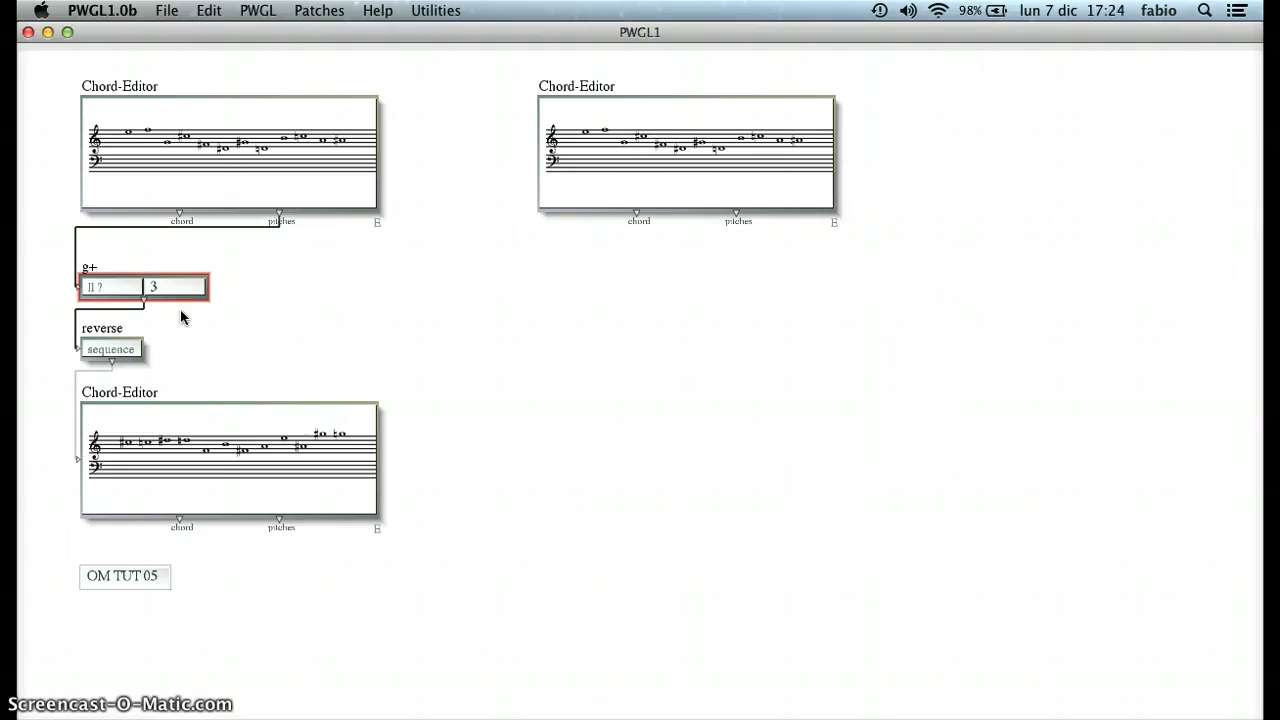 PWGL1.0b File Edit PWGL Patches Help Utilities 98% lun 7 dic 17:24 fabio
PWGL1
Chord-Editor
chord pitches E
g+
ll ? 3
reverse
sequence
Chord-Editor
chord pitches E
OM TUT 05
Chord-Editor
chord pitches E
Screencast-O-Matic.com